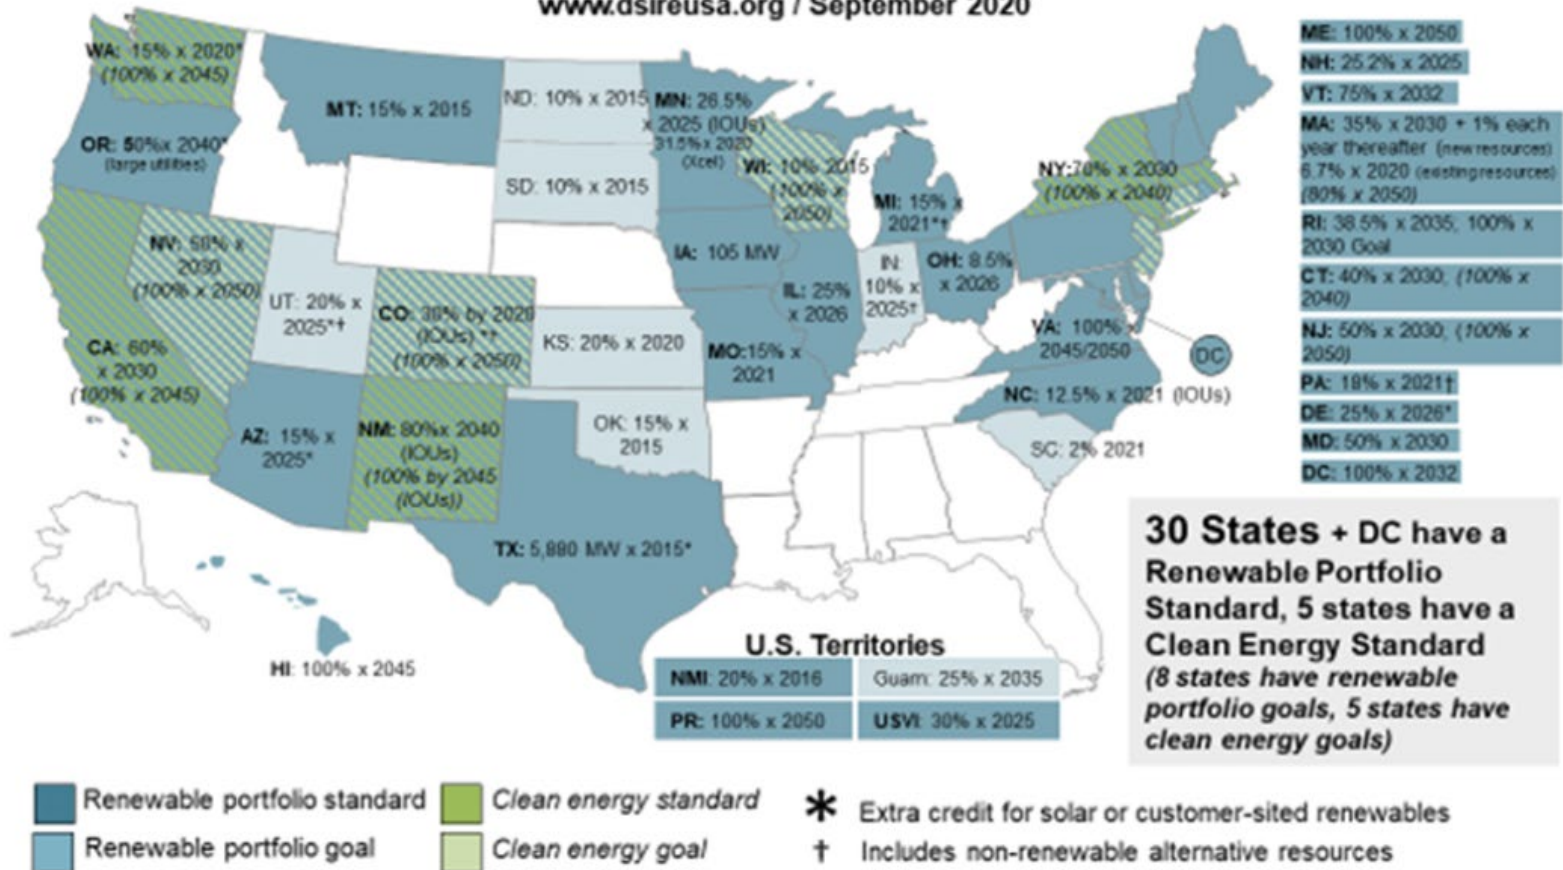 www.dsireusa.org / September 2020
WA: 15% x 2020*
(100% x 2045)
OR: 50%x 2040*
(large utilities)
MT: 15% x 2015
ND: 10% x 2015
SD: 10% x 2015
MN: 26.5%
x 2025 (IOUs)
31.5% x 2020
(Xcel)
WI: 10% 2015
(100% x
2050)
MI: 15% x
2021*†
NY:70% x 2030
(100% x 2040)
NV: 50% x
2030
(100% x 2050)
UT: 20% x
2025*†
CO: 30% by 2020
(IOUs) *†
(100% x 2050)
CA: 60%
x 2030
(100% x 2045)
KS: 20% x 2020
IA: 105 MW
IL: 25%
x 2026
IN:
10% x
2025†
OH: 8.5%
x 2026
MO:15% x
2021
VA: 100% x
2045/2050
DC
NC: 12.5% x 2021 (IOUs)
SC: 2% 2021
AZ: 15% x
2025*
NM: 80%x 2040
(IOUs)
(100% by 2045
(IOUs))
OK: 15% x
2015
TX: 5,880 MW x 2015*
HI: 100% x 2045
ME: 100% x 2050
NH: 25.2% x 2025
VT: 75% x 2032
MA: 35% x 2030 + 1% each
year thereafter (new resources)
6.7% x 2020 (existing resources)
(80% x 2050)
RI: 38.5% x 2035; 100% x
2030 Goal
CT: 40% x 2030, (100% x
2040)
NJ: 50% x 2030, (100% x
2050)
PA: 18% x 2021†
DE: 25% x 2026*
MD: 50% x 2030
DC: 100% x 2032
30 States + DC have a
Renewable Portfolio
Standard, 5 states have a
Clean Energy Standard
(8 states have renewable
portfolio goals, 5 states have
clean energy goals)
U.S. Territories
NMI: 20% x 2016
Guam: 25% x 2035
PR: 100% x 2050
USVI: 30% x 2025
Renewable portfolio standard
Clean energy standard
* Extra credit for solar or customer-sited renewables
Renewable portfolio goal
Clean energy goal
† Includes non-renewable alternative resources